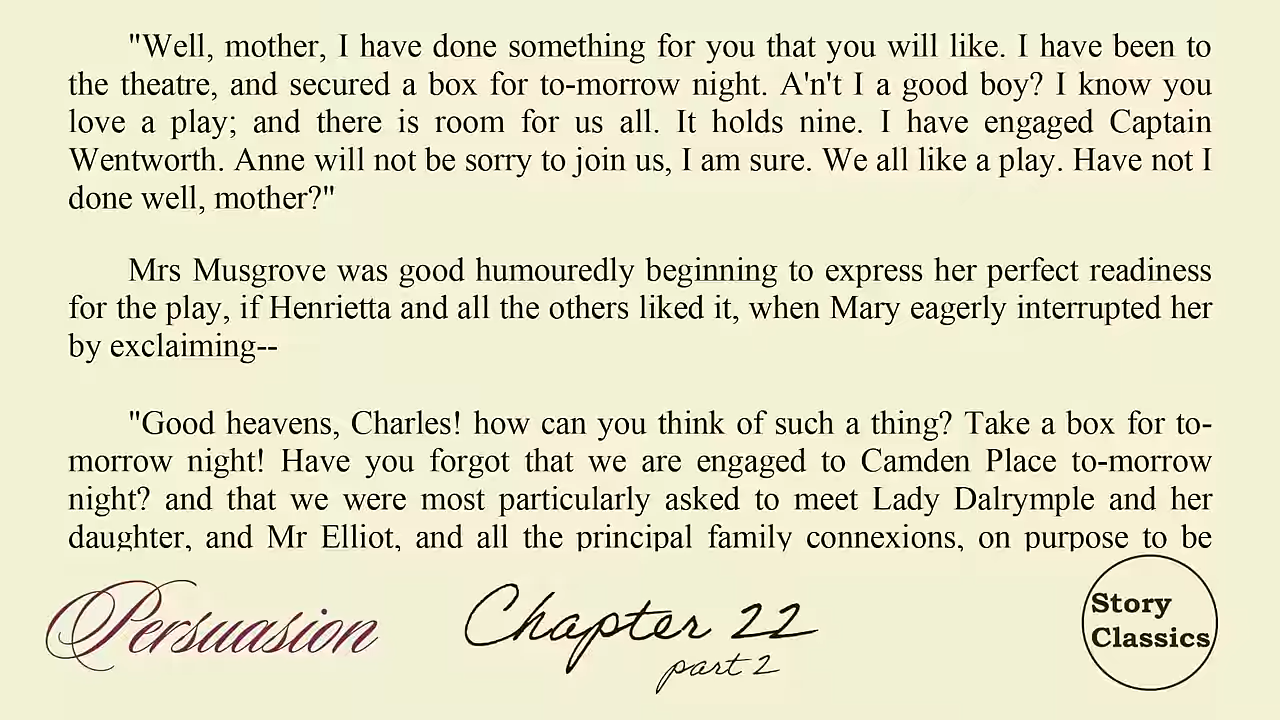 "Well, mother, I have done something for you that you will like. I have been to
the theatre, and secured a box for to-morrow night. A'n't I a good boy? I know you
love a play; and there is room for us all. It holds nine. I have engaged Captain
Wentworth. Anne will not be sorry to join us, I am sure. We all like a play. Have not I
done well, mother?"
Mrs Musgrove was good humouredly beginning to express her perfect readiness
for the play, if Henrietta and all the others liked it, when Mary eagerly interrupted her
by exclaiming--
"Good heavens, Charles! how can you think of such a thing? Take a box for to-
morrow night! Have you forgot that we are engaged to Camden Place to-morrow
night? and that we were most particularly asked to meet Lady Dalrymple and her
daughter, and Mr Elliot, and all the principal family connexions, on purpose to be
Persuasion
Chapter 22
part 2
Story
Classics